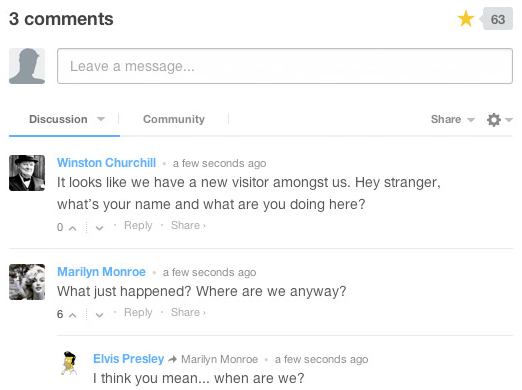 3 comments
63
Leave a message...
Discussion
Community
Share
Winston Churchill • a few seconds ago
It looks like we have a new visitor amongst us. Hey stranger,
what's your name and what are you doing here?
0 • Reply • Share ›
Marilyn Monroe • a few seconds ago
What just happened? Where are we anyway?
6 • Reply • Share ›
Elvis Presley Marilyn Monroe • a few seconds ago
I think you mean... when are we?